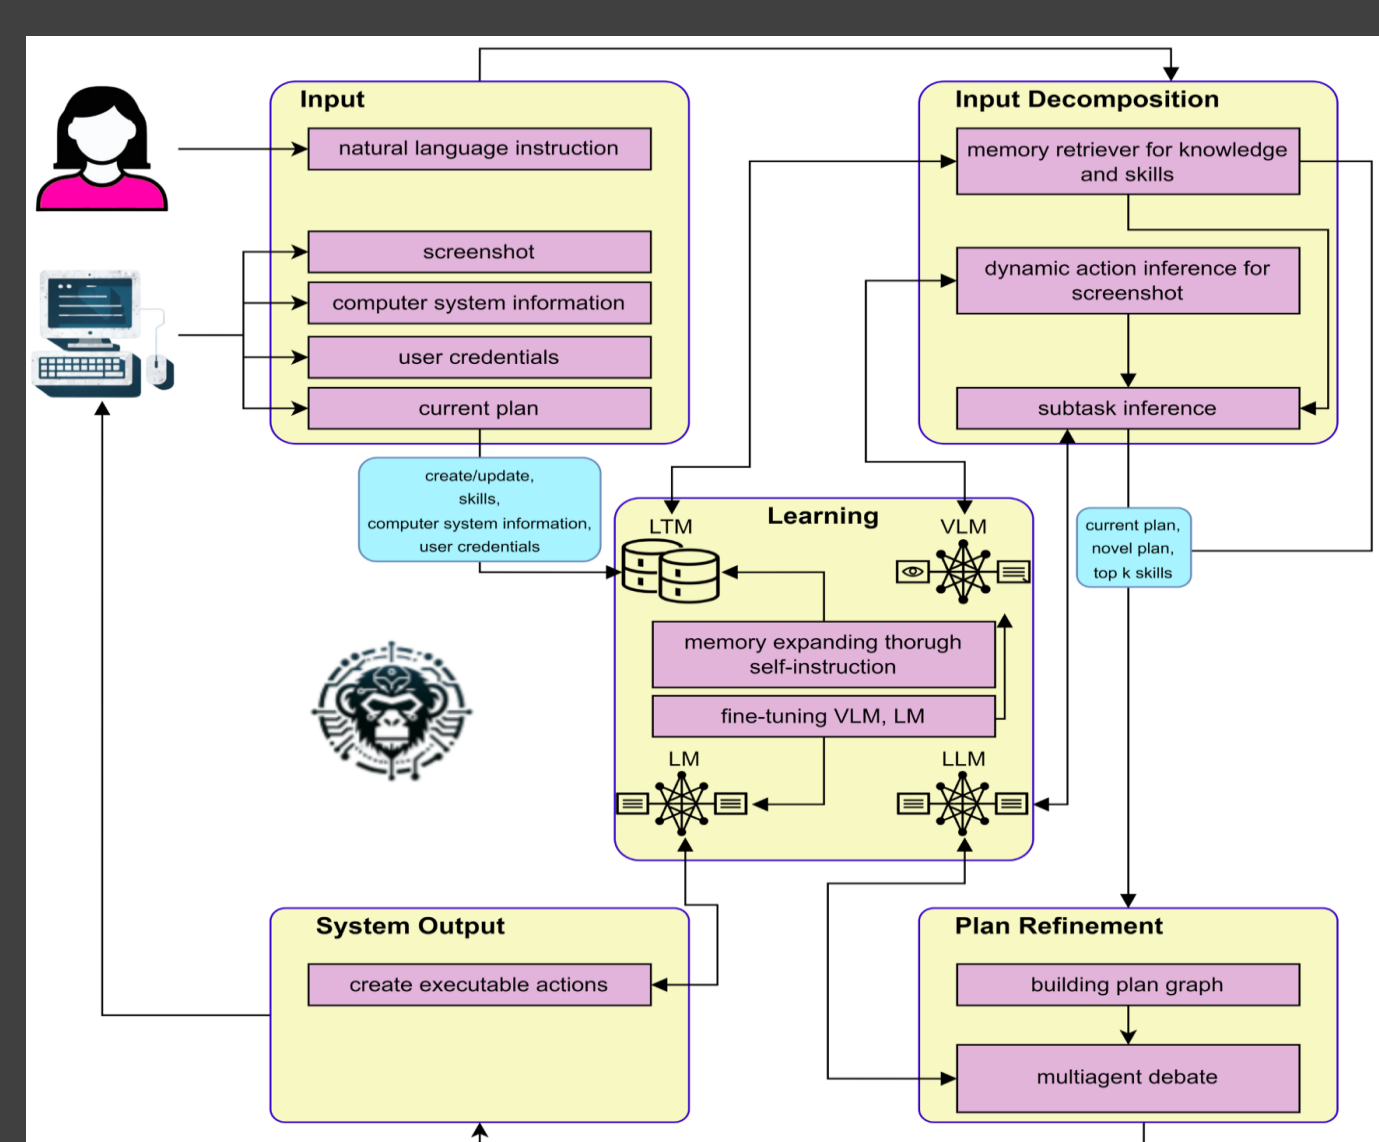 Input
natural language instruction
screenshot
computer system information
user credentials
current plan
create/update,
skills,
computer system information,
user credentials
Input Decomposition
memory retriever for knowledge
and skills
dynamic action inference for
screenshot
subtask inference
current plan,
novel plan,
top k skills
Learning
LTM
VLM
memory expanding thorugh
self-instruction
fine-tuning VLM, LM
LM
LLM
System Output
create executable actions
Plan Refinement
building plan graph
multiagent debate